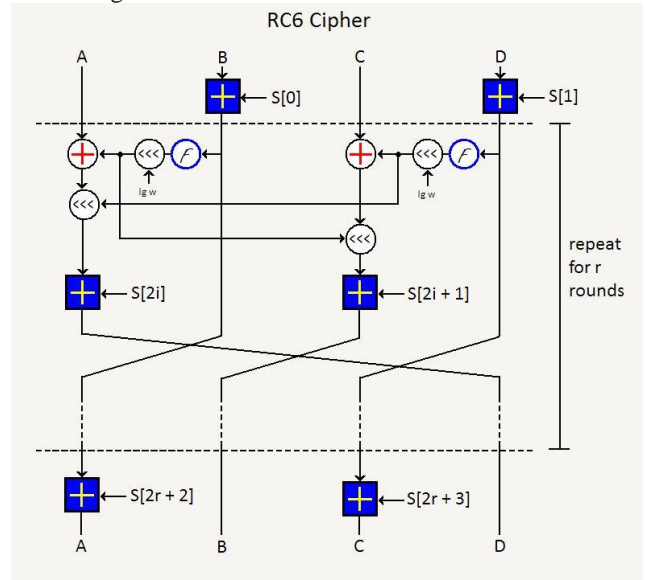 RC6 Cipher
A B C D
S[0] S[1]
<<< F <<< F
lg w lg w
<<<
<<<
repeat
for r
rounds
S[2i] S[2i + 1]
S[2r + 2] S[2r + 3]
A B C D